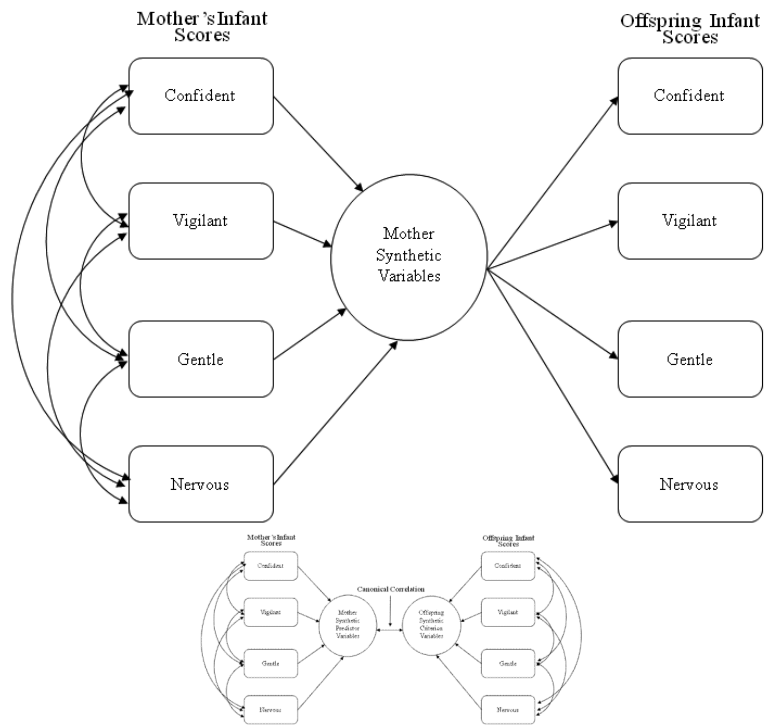 Mother's Infant
Scores
Offspring Infant
Scores
Confident
Confident
Vigilant
Vigilant
Mother
Synthetic
Variables
Gentle
Gentle
Nervous
Nervous
Mother's Infant
Scores
Offspring Infant
Scores
Confident
Confident
Canonical Correlation
Vigilant
Vigilant
Mother
Synthetic
Predictor
Variables
Offspring
Synthetic
Criterion
Variables
Gentle
Gentle
Nervous
Nervous